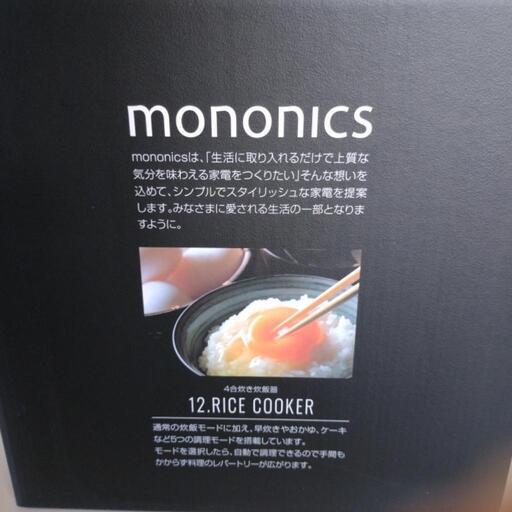 mononics
mononicsは、「生活に取り入れるだけで上質な
気分を味わえる家電をつくりたい」そんな想いを
込めて、シンプルでスタイリッシュな家電を提案
します。みなさまに愛される生活の一部となりま
すように。
4合炊き炊飯器
12.RICE COOKER
通常の炊飯モードに加え、早炊きやおかゆ、ケーキ
など5つの調理モードを搭載しています。
モードを選択したら、自動で調理できるので手間も
かからず料理のレパートリーが広がります。